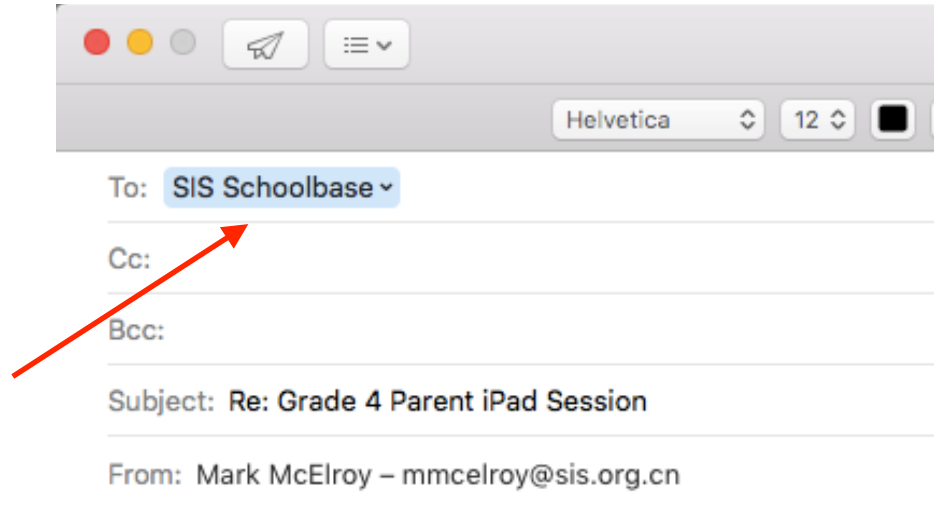 Helvetica 12
To: SIS Schoolbase
Cc:
Bcc:
Subject: Re: Grade 4 Parent iPad Session
From: Mark McElroy – mmcelroy@sis.org.cn